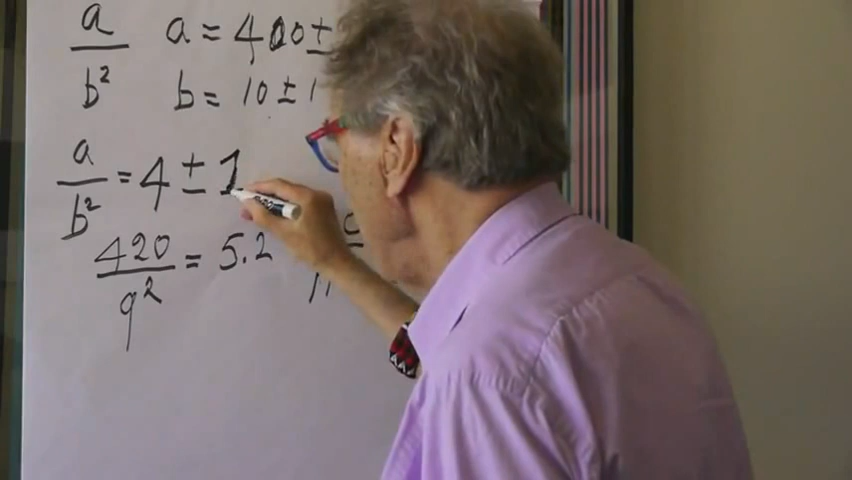 a/b² a = 400 ±
b = 10 ± 1
a/b² = 4 ± 1
420/9² = 5.2